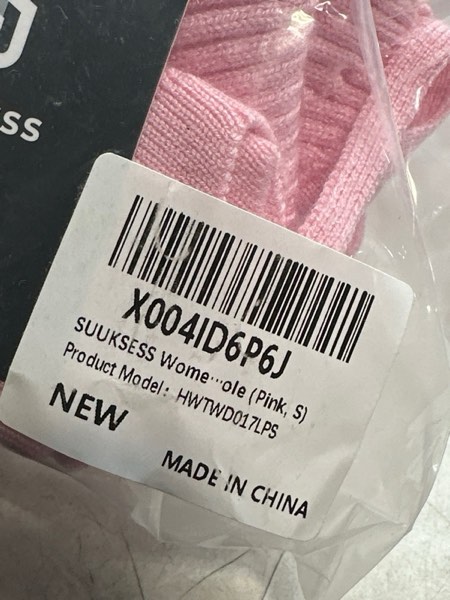 ss
X004ID6P6J
SUUKSESS Wome···ole (Pink, S)
Product Model: HWTWD017LPS
NEW
MADE IN CHINA